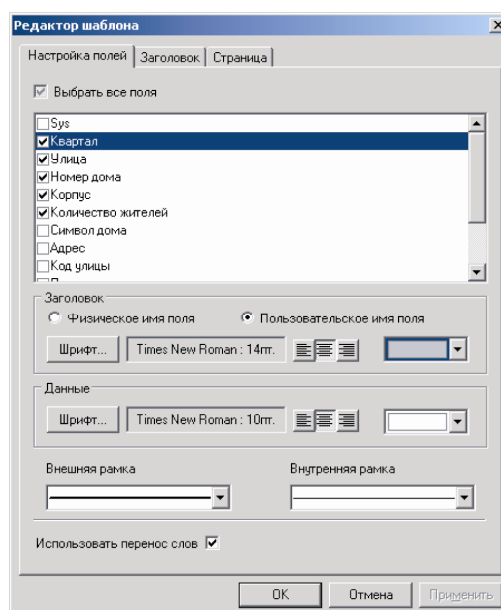 Редактор шаблона
Настройка полей Заголовок Страница
Выбрать все поля
Sys
Квартал
Улица
Номер дома
Корпус
Количество жителей
Символ дома
Адрес
Код улицы
Заголовок
Физическое имя поля Пользовательское имя поля
Шрифт... Times New Roman : 14пт.
Данные
Шрифт... Times New Roman : 10пт.
Внешняя рамка Внутренняя рамка
Использовать перенос слов
OK Отмена Применить